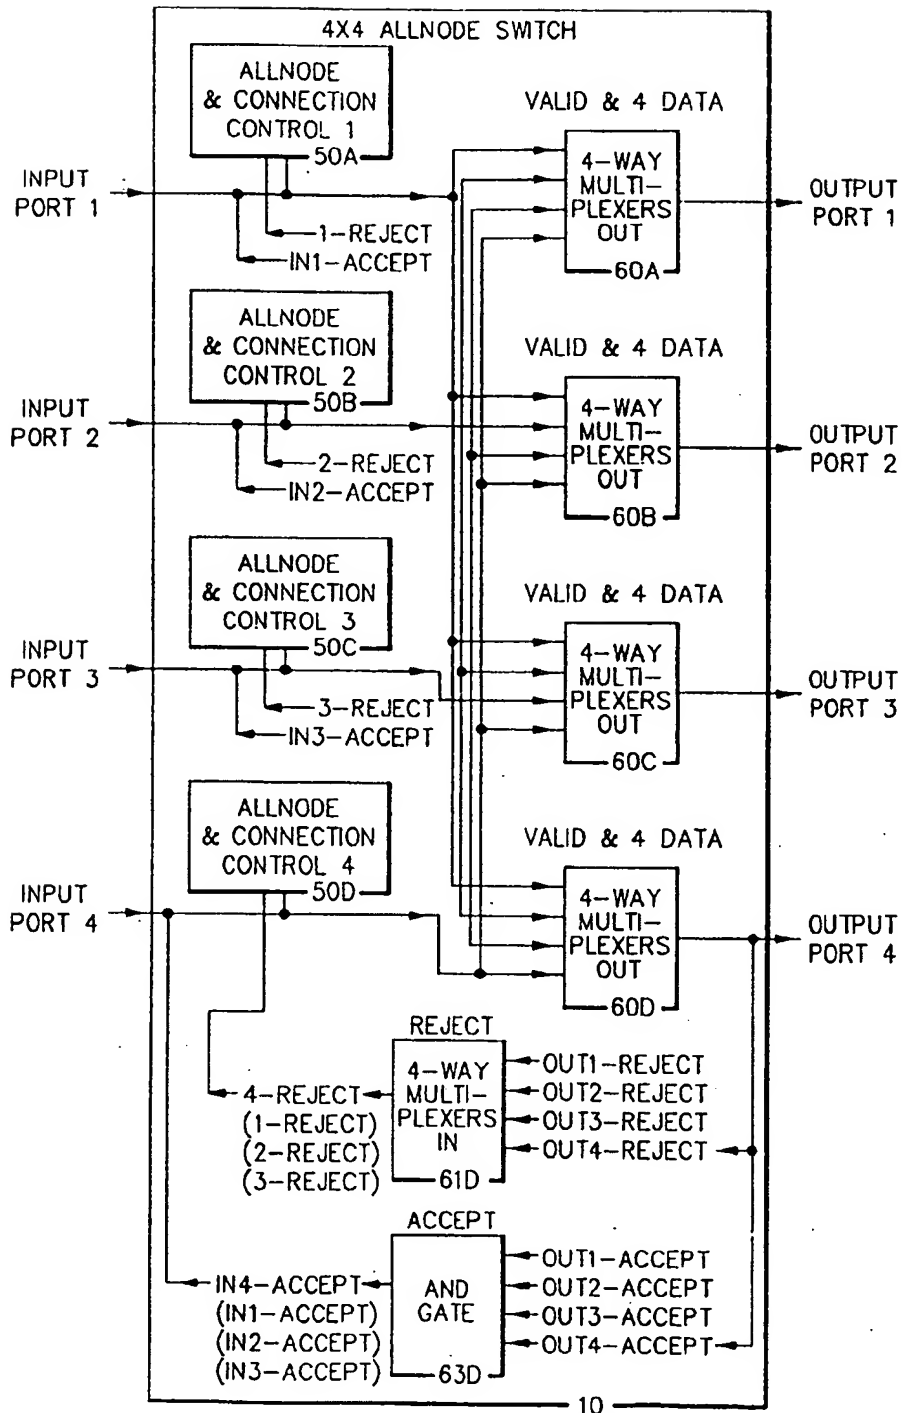 4X4 ALLNODE SWITCH
ALLNODE
& CONNECTION
CONTROL 1
50A
INPUT
PORT 1
1-REJECT
IN1-ACCEPT
VALID & 4 DATA
4-WAY
MULTI-
PLEXERS
OUT
60A
OUTPUT
PORT 1
ALLNODE
& CONNECTION
CONTROL 2
50B
INPUT
PORT 2
2-REJECT
IN2-ACCEPT
VALID & 4 DATA
4-WAY
MULTI-
PLEXERS
OUT
60B
OUTPUT
PORT 2
ALLNODE
& CONNECTION
CONTROL 3
50C
INPUT
PORT 3
3-REJECT
IN3-ACCEPT
VALID & 4 DATA
4-WAY
MULTI-
PLEXERS
OUT
60C
OUTPUT
PORT 3
ALLNODE
& CONNECTION
CONTROL 4
50D
INPUT
PORT 4
VALID & 4 DATA
4-WAY
MULTI-
PLEXERS
OUT
60D
OUTPUT
PORT 4
REJECT
4-WAY
MULTI-
PLEXERS
IN
61D
4-REJECT
(1-REJECT)
(2-REJECT)
(3-REJECT)
OUT1-REJECT
OUT2-REJECT
OUT3-REJECT
OUT4-REJECT
ACCEPT
AND
GATE
63D
IN4-ACCEPT
(IN1-ACCEPT)
(IN2-ACCEPT)
(IN3-ACCEPT)
OUT1-ACCEPT
OUT2-ACCEPT
OUT3-ACCEPT
OUT4-ACCEPT
10